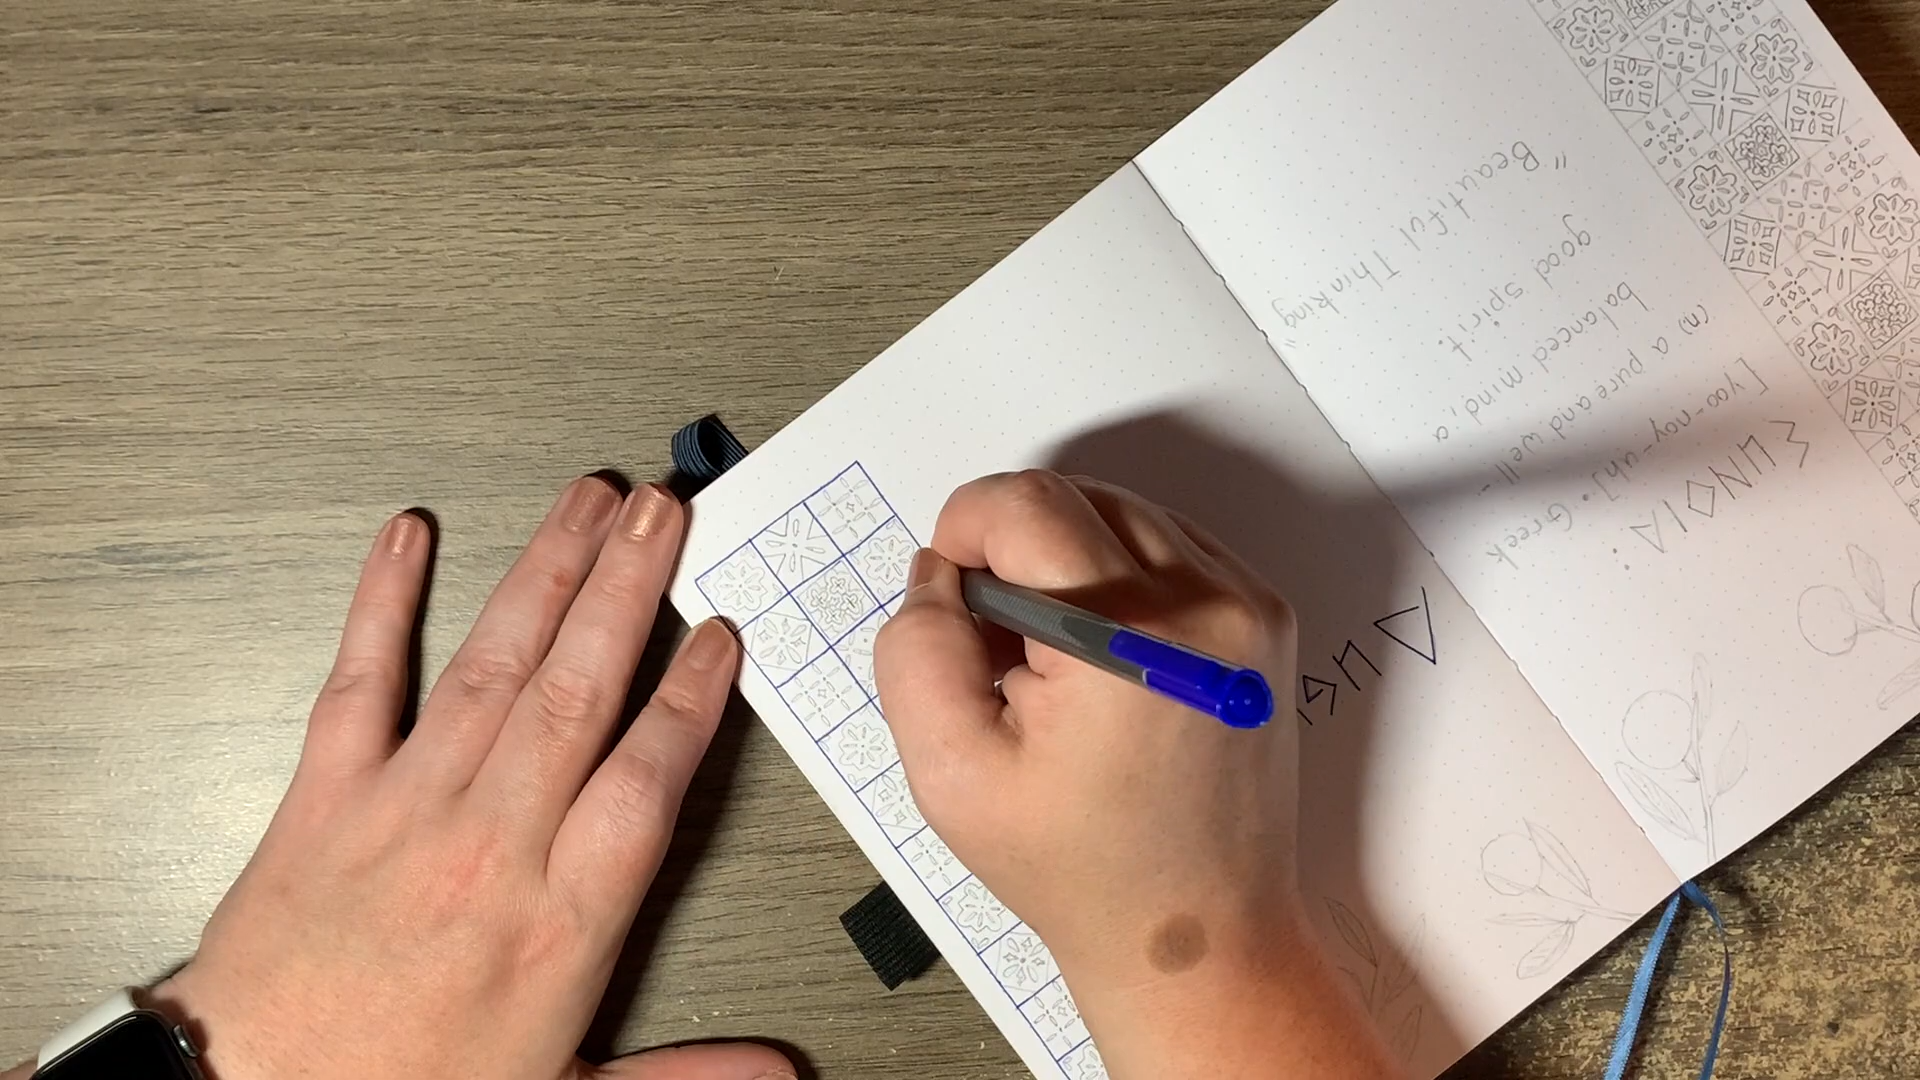 EUNOIA
[yoo-noy-uh] • Greek
(n) a pure and well-
balanced mind; a
good spirit.
"Beautiful Thinking"
AUG